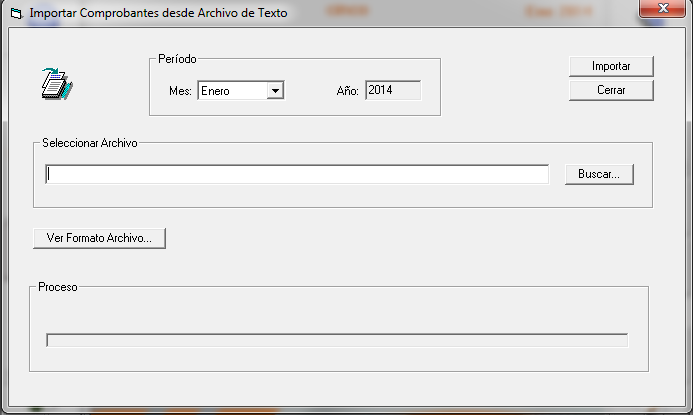 Importar Comprobantes desde Archivo de Texto
Período
Mes: Enero
Año: 2014
Importar
Cerrar
Seleccionar Archivo
Buscar...
Ver Formato Archivo...
Proceso